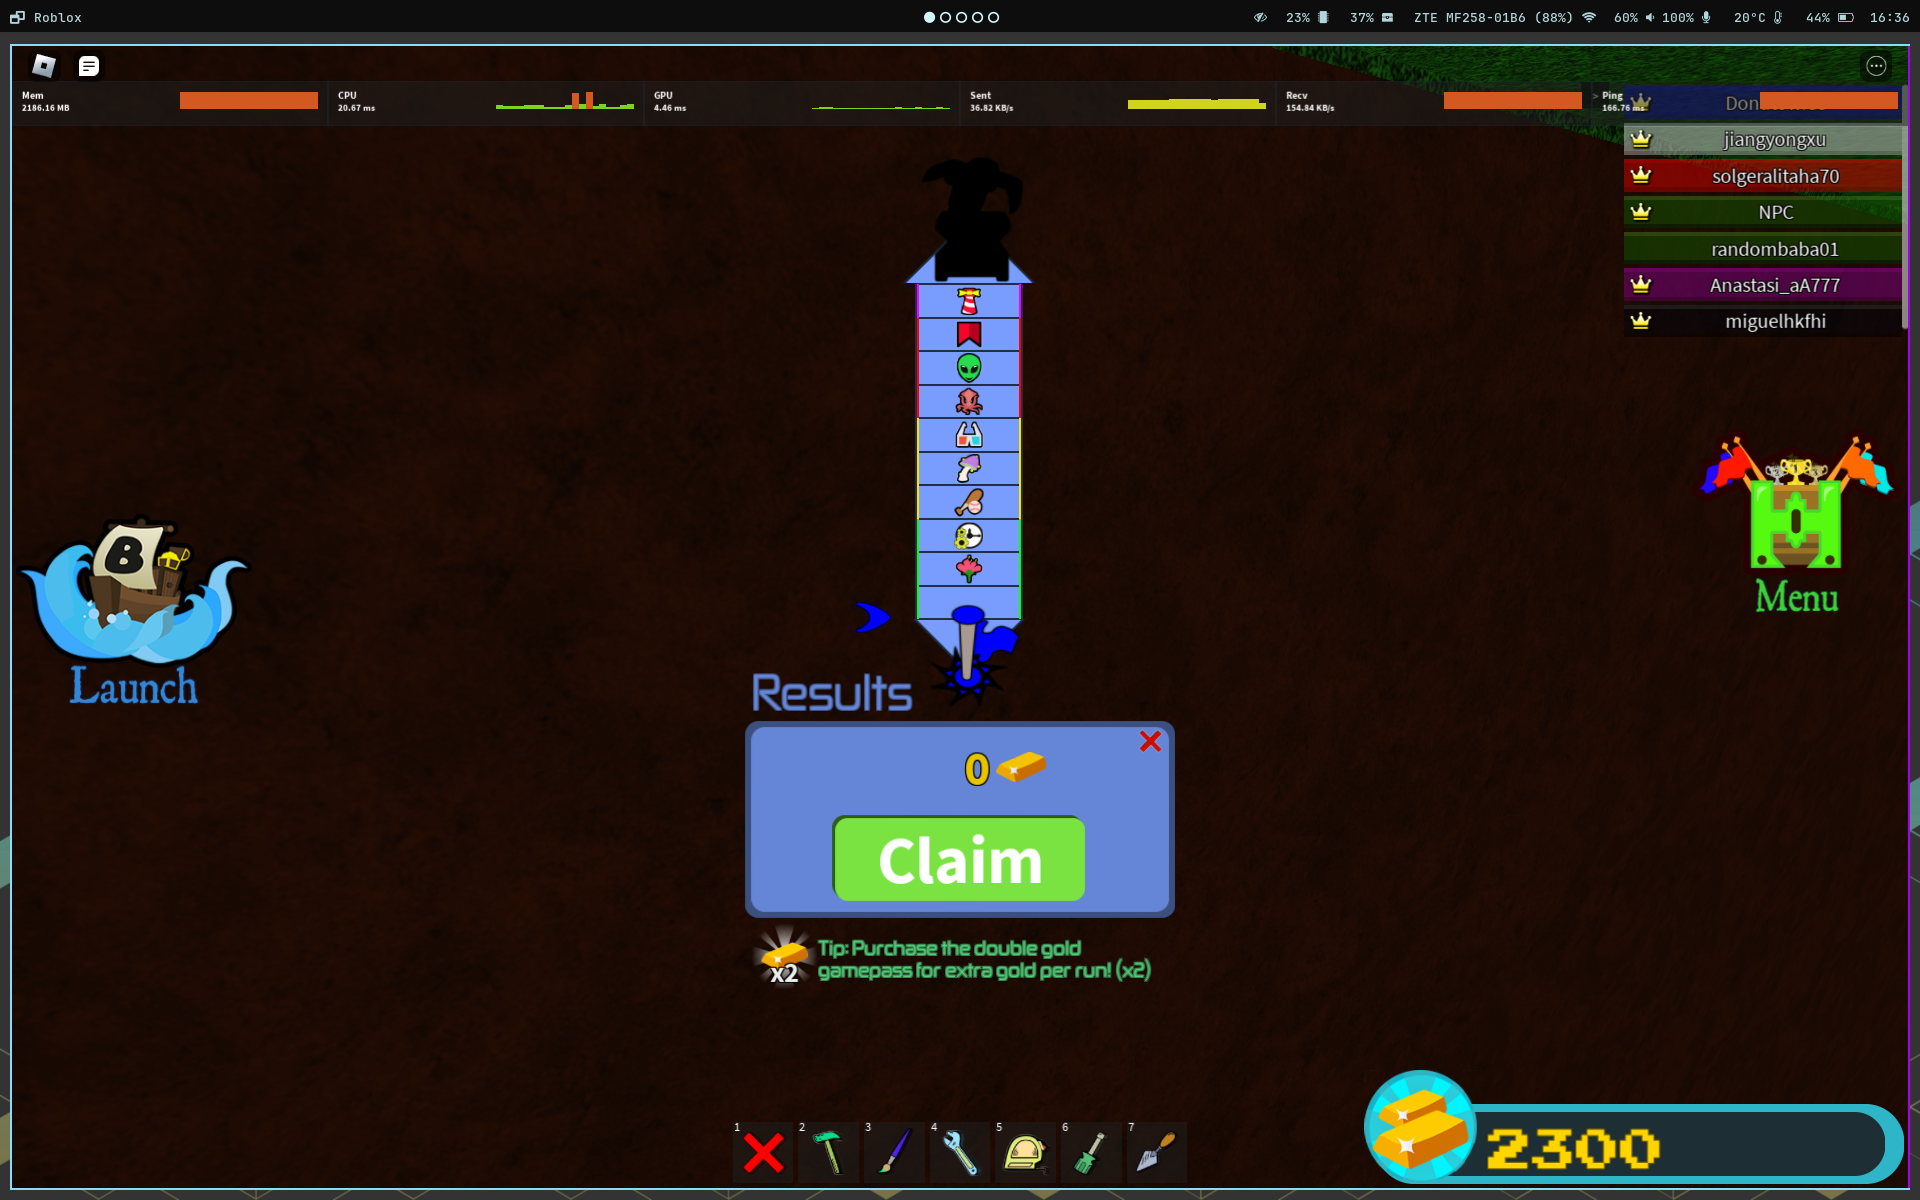 Roblox
23%
37%
ZTE MF258-01B6 (88%)
60%
100%
20°C
44%
16:36
Mem
2186.16 MB
CPU
20.67 ms
GPU
4.46 ms
Sent
36.82 KB/s
Recv
154.84 KB/s
> Ping
166.76 ms
jiangyongxu
solgeralitaha70
NPC
randombaba01
Anastasi_aA777
miguelhkfhi
B
Launch
Menu
Results
0
Claim
x2
Tip: Purchase the double gold
gamepass for extra gold per run! (x2)
1
2
3
4
5
6
7
2300